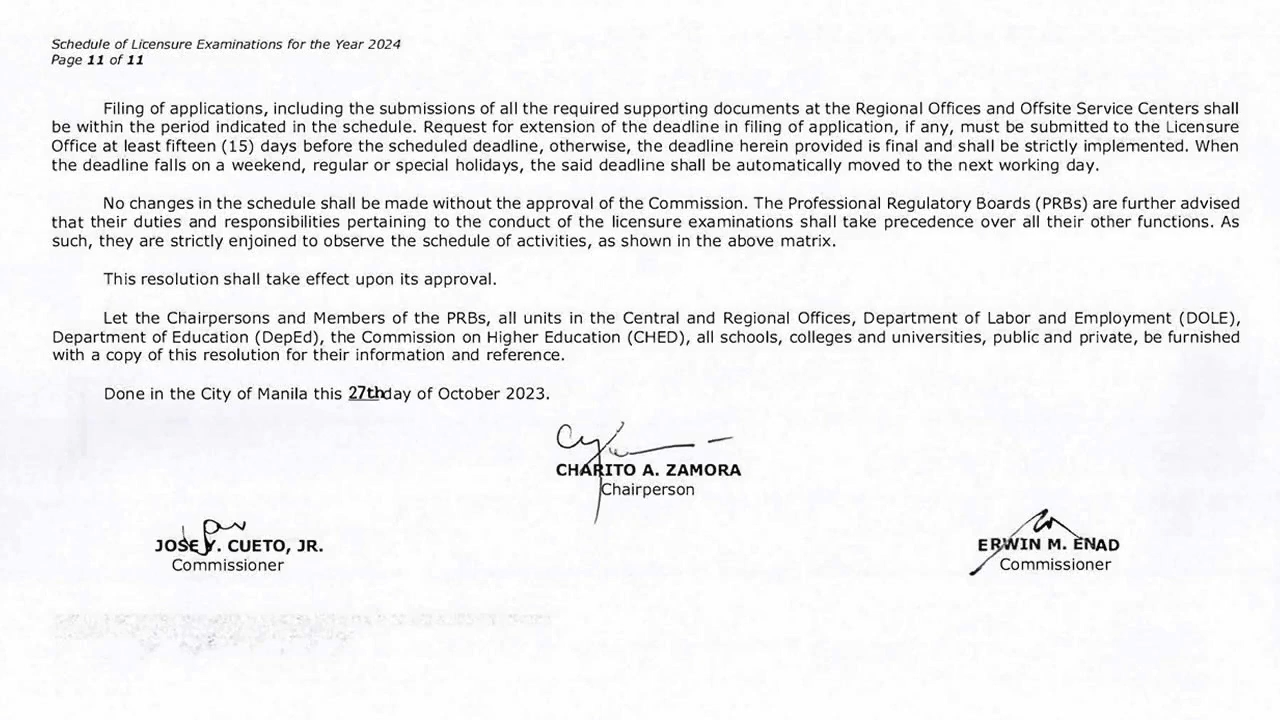 Schedule of Licensure Examinations for the Year 2024
Page 11 of 11
Filing of applications, including the submissions of all the required supporting documents at the Regional Offices and Offsite Service Centers shall
be within the period indicated in the schedule. Request for extension of the deadline in filing of application, if any, must be submitted to the Licensure
Office at least fifteen (15) days before the scheduled deadline, otherwise, the deadline herein provided is final and shall be strictly implemented. When
the deadline falls on a weekend, regular or special holidays, the said deadline shall be automatically moved to the next working day.
No changes in the schedule shall be made without the approval of the Commission. The Professional Regulatory Boards (PRBs) are further advised
that their duties and responsibilities pertaining to the conduct of the licensure examinations shall take precedence over all their other functions. As
such, they are strictly enjoined to observe the schedule of activities, as shown in the above matrix.
This resolution shall take effect upon its approval.
Let the Chairpersons and Members of the PRBs, all units in the Central and Regional Offices, Department of Labor and Employment (DOLE),
Department of Education (DepEd), the Commission on Higher Education (CHED), all schools, colleges and universities, public and private, be furnished
with a copy of this resolution for their information and reference.
Done in the City of Manila this 27thday of October 2023.
CHARITO A. ZAMORA
Chairperson
JOSE Y. CUETO, JR.
Commissioner
ERWIN M. ENAD
Commissioner